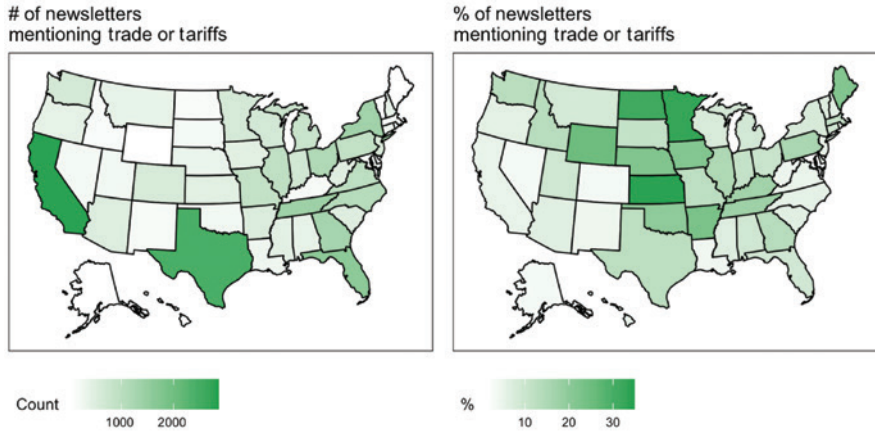 # of newsletters
mentioning trade or tariffs
% of newsletters
mentioning trade or tariffs
Count
1000 2000
%
10 20 30